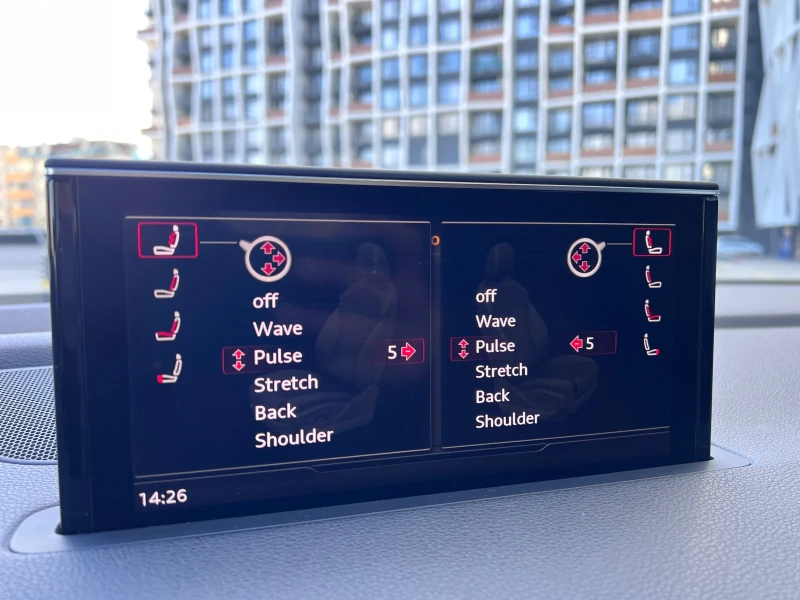 off
Wave
Pulse 5
Stretch
Back
Shoulder
off
Wave
Pulse 5
Stretch
Back
Shoulder
14:26